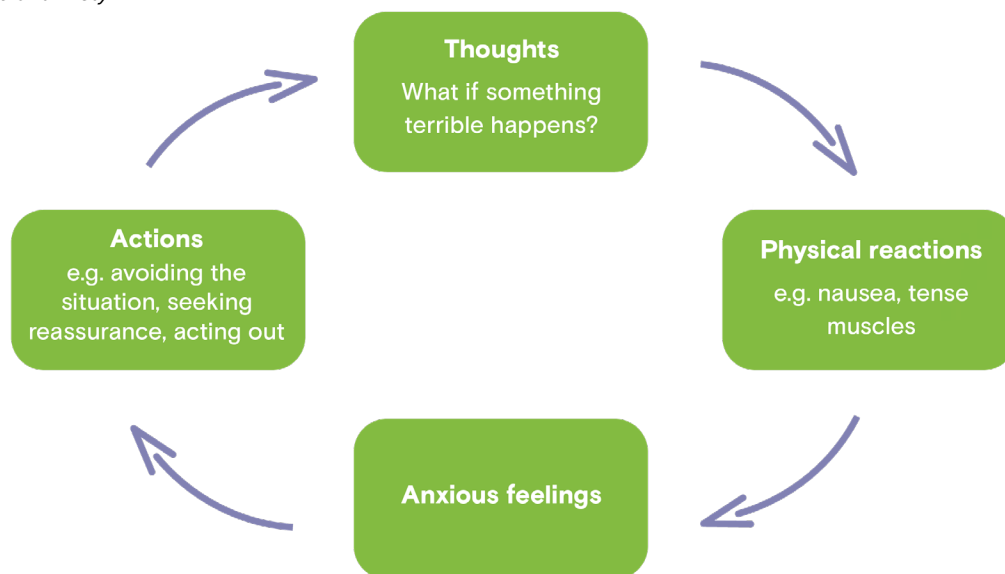 Thoughts
What if something
terrible happens?
Actions
e.g. avoiding the
situation, seeking
reassurance, acting out
Physical reactions
e.g. nausea, tense
muscles
Anxious feelings